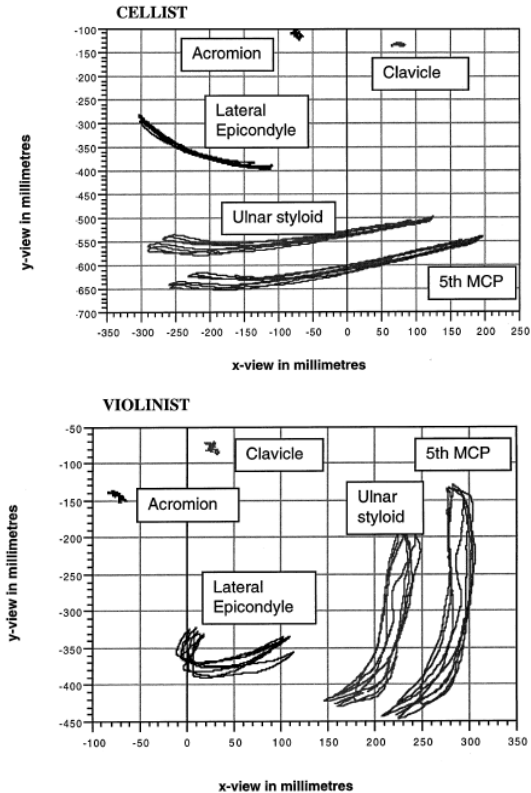 CELLIST
-100
-150
-200
-250
-300
-350
-400
-450
-500
-550
-600
-650
-700
Acromion
Clavicle
Lateral
Epicondyle
Ulnar styloid
5th MCP
-350 -300 -250 -200 -150 -100 -50 0 50 100 150 200 250
y-view in millimetres
x-view in millimetres
VIOLINIST
-50
-100
-150
-200
-250
-300
-350
-400
-450
Clavicle
5th MCP
Acromion
Ulnar
styloid
Lateral
Epicondyle
-100 -50 0 50 100 150 200 250 300 350
y-view in millimetres
x-view in millimetres